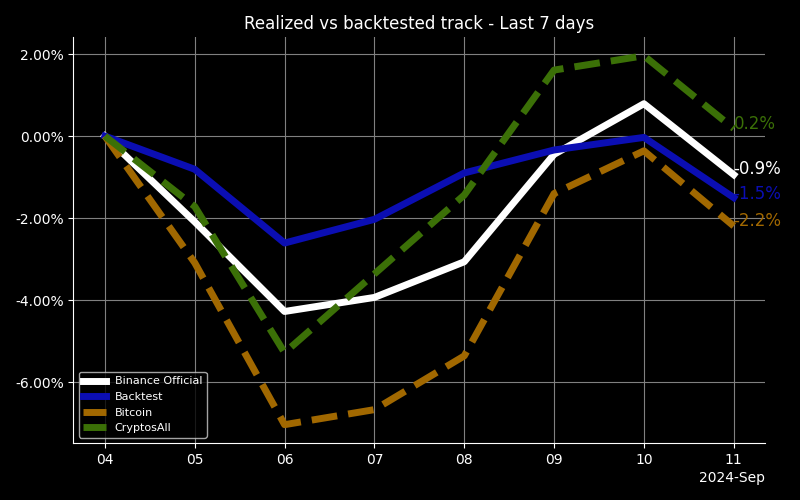 Realized vs backtested track - Last 7 days
2.00%
0.00%
-2.00%
-4.00%
-6.00%
0.2%
-0.9%
-1.5%
-2.2%
Binance Official
Backtest
Bitcoin
CryptosAll
04 05 06 07 08 09 10 11
2024-Sep